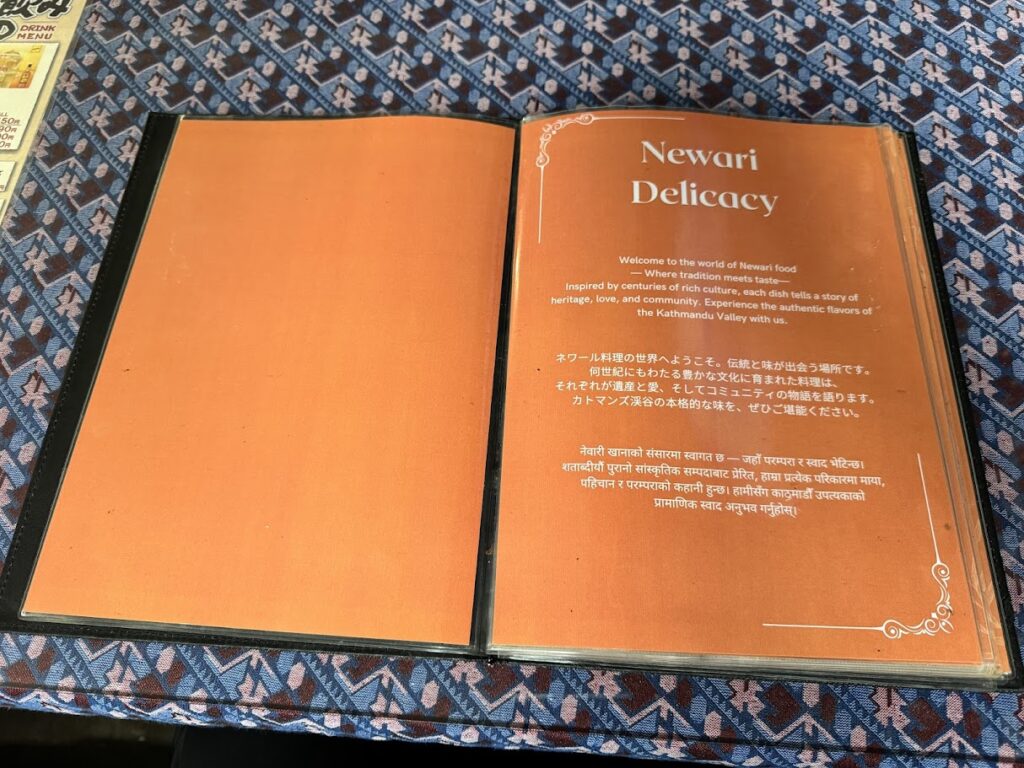 飲み
DRINK
MENU
Newari
Delicacy
Welcome to the world of Newari food
— Where tradition meets taste—
Inspired by centuries of rich culture, each dish tells a story of
heritage, love, and community. Experience the authentic flavors of
the Kathmandu Valley with us.
ネワール料理の世界へようこそ。伝統と味が出会う場所です。
何世紀にもわたる豊かな文化に育まれた料理は、
それぞれが遺産と愛、そしてコミュニティの物語を語ります。
カトマンズ渓谷の本格的な味を、ぜひご堪能ください。
नेवारी खानाको संसारमा स्वागत छ — जहाँ परम्परा र स्वाद भेटिन्छ।
शताब्दीयौं पुरानो सांस्कृतिक सम्पदाबाट प्रेरित, हाम्रा प्रत्येक परिकारमा माया,
पहिचान र परम्पराको कहानी हुन्छ। हामीसँग काठमाडौँ उपत्यकाको
प्रामाणिक स्वाद अनुभव गर्नुहोस्।